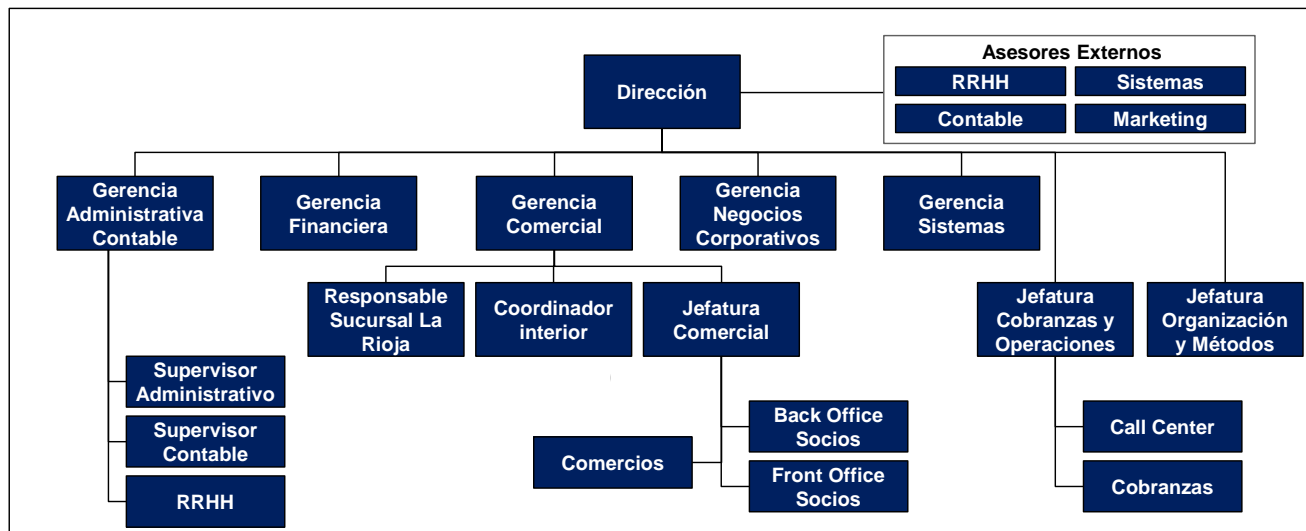 Asesores Externos
RRHH
Sistemas
Contable
Marketing
Dirección
Gerencia
Administrativa
Contable
Gerencia
Financiera
Gerencia
Comercial
Gerencia
Negocios
Corporativos
Gerencia
Sistemas
Responsable
Sucursal La
Rioja
Coordinador
interior
Jefatura
Comercial
Jefatura
Cobranzas y
Operaciones
Jefatura
Organización
y Métodos
Supervisor
Administrativo
Supervisor
Contable
RRHH
Comercios
Back Office
Socios
Front Office
Socios
Call Center
Cobranzas